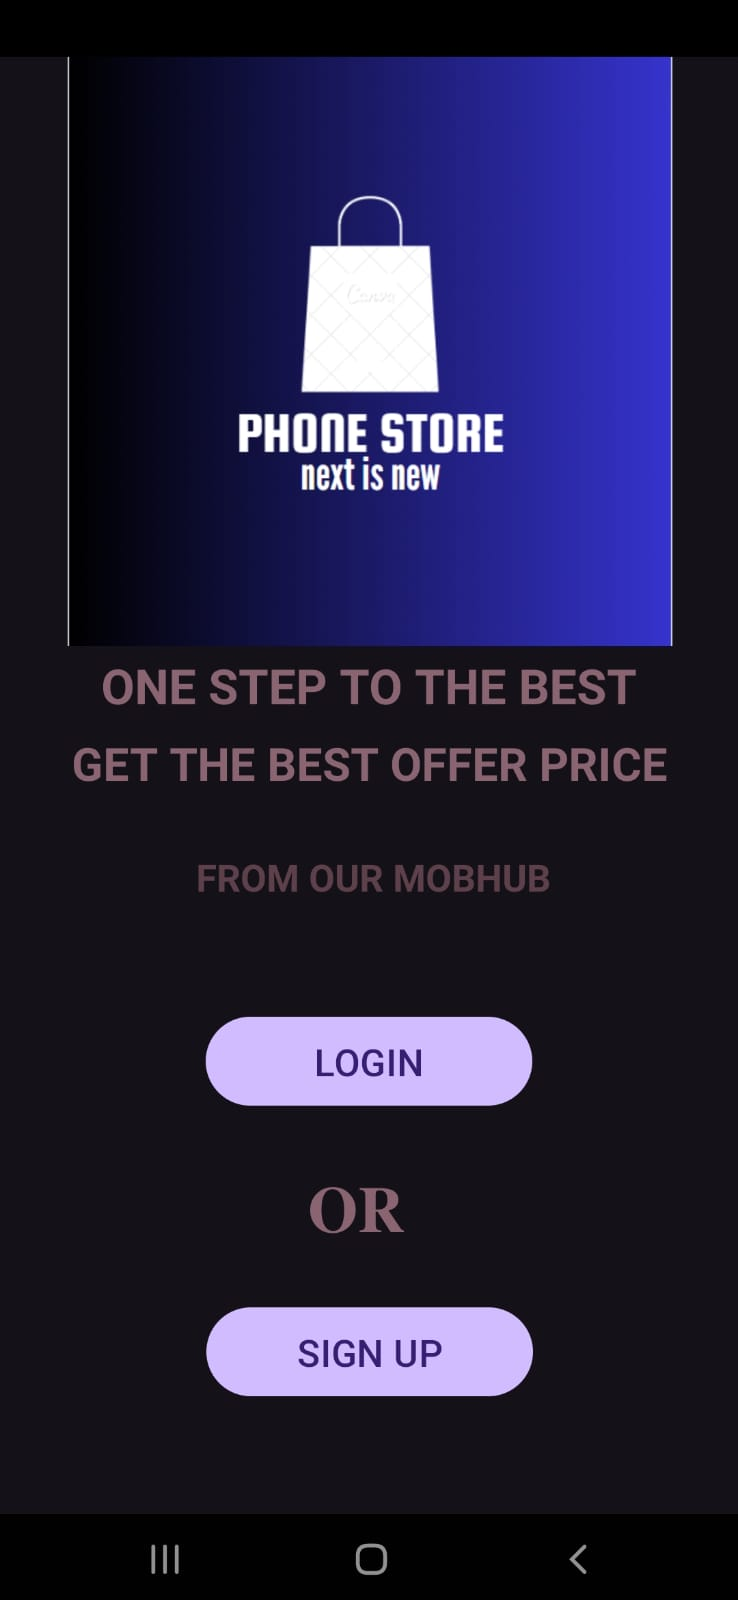 Canva
PHONE STORE
next is new
ONE STEP TO THE BEST
GET THE BEST OFFER PRICE
FROM OUR MOBHUB
LOGIN
OR
SIGN UP